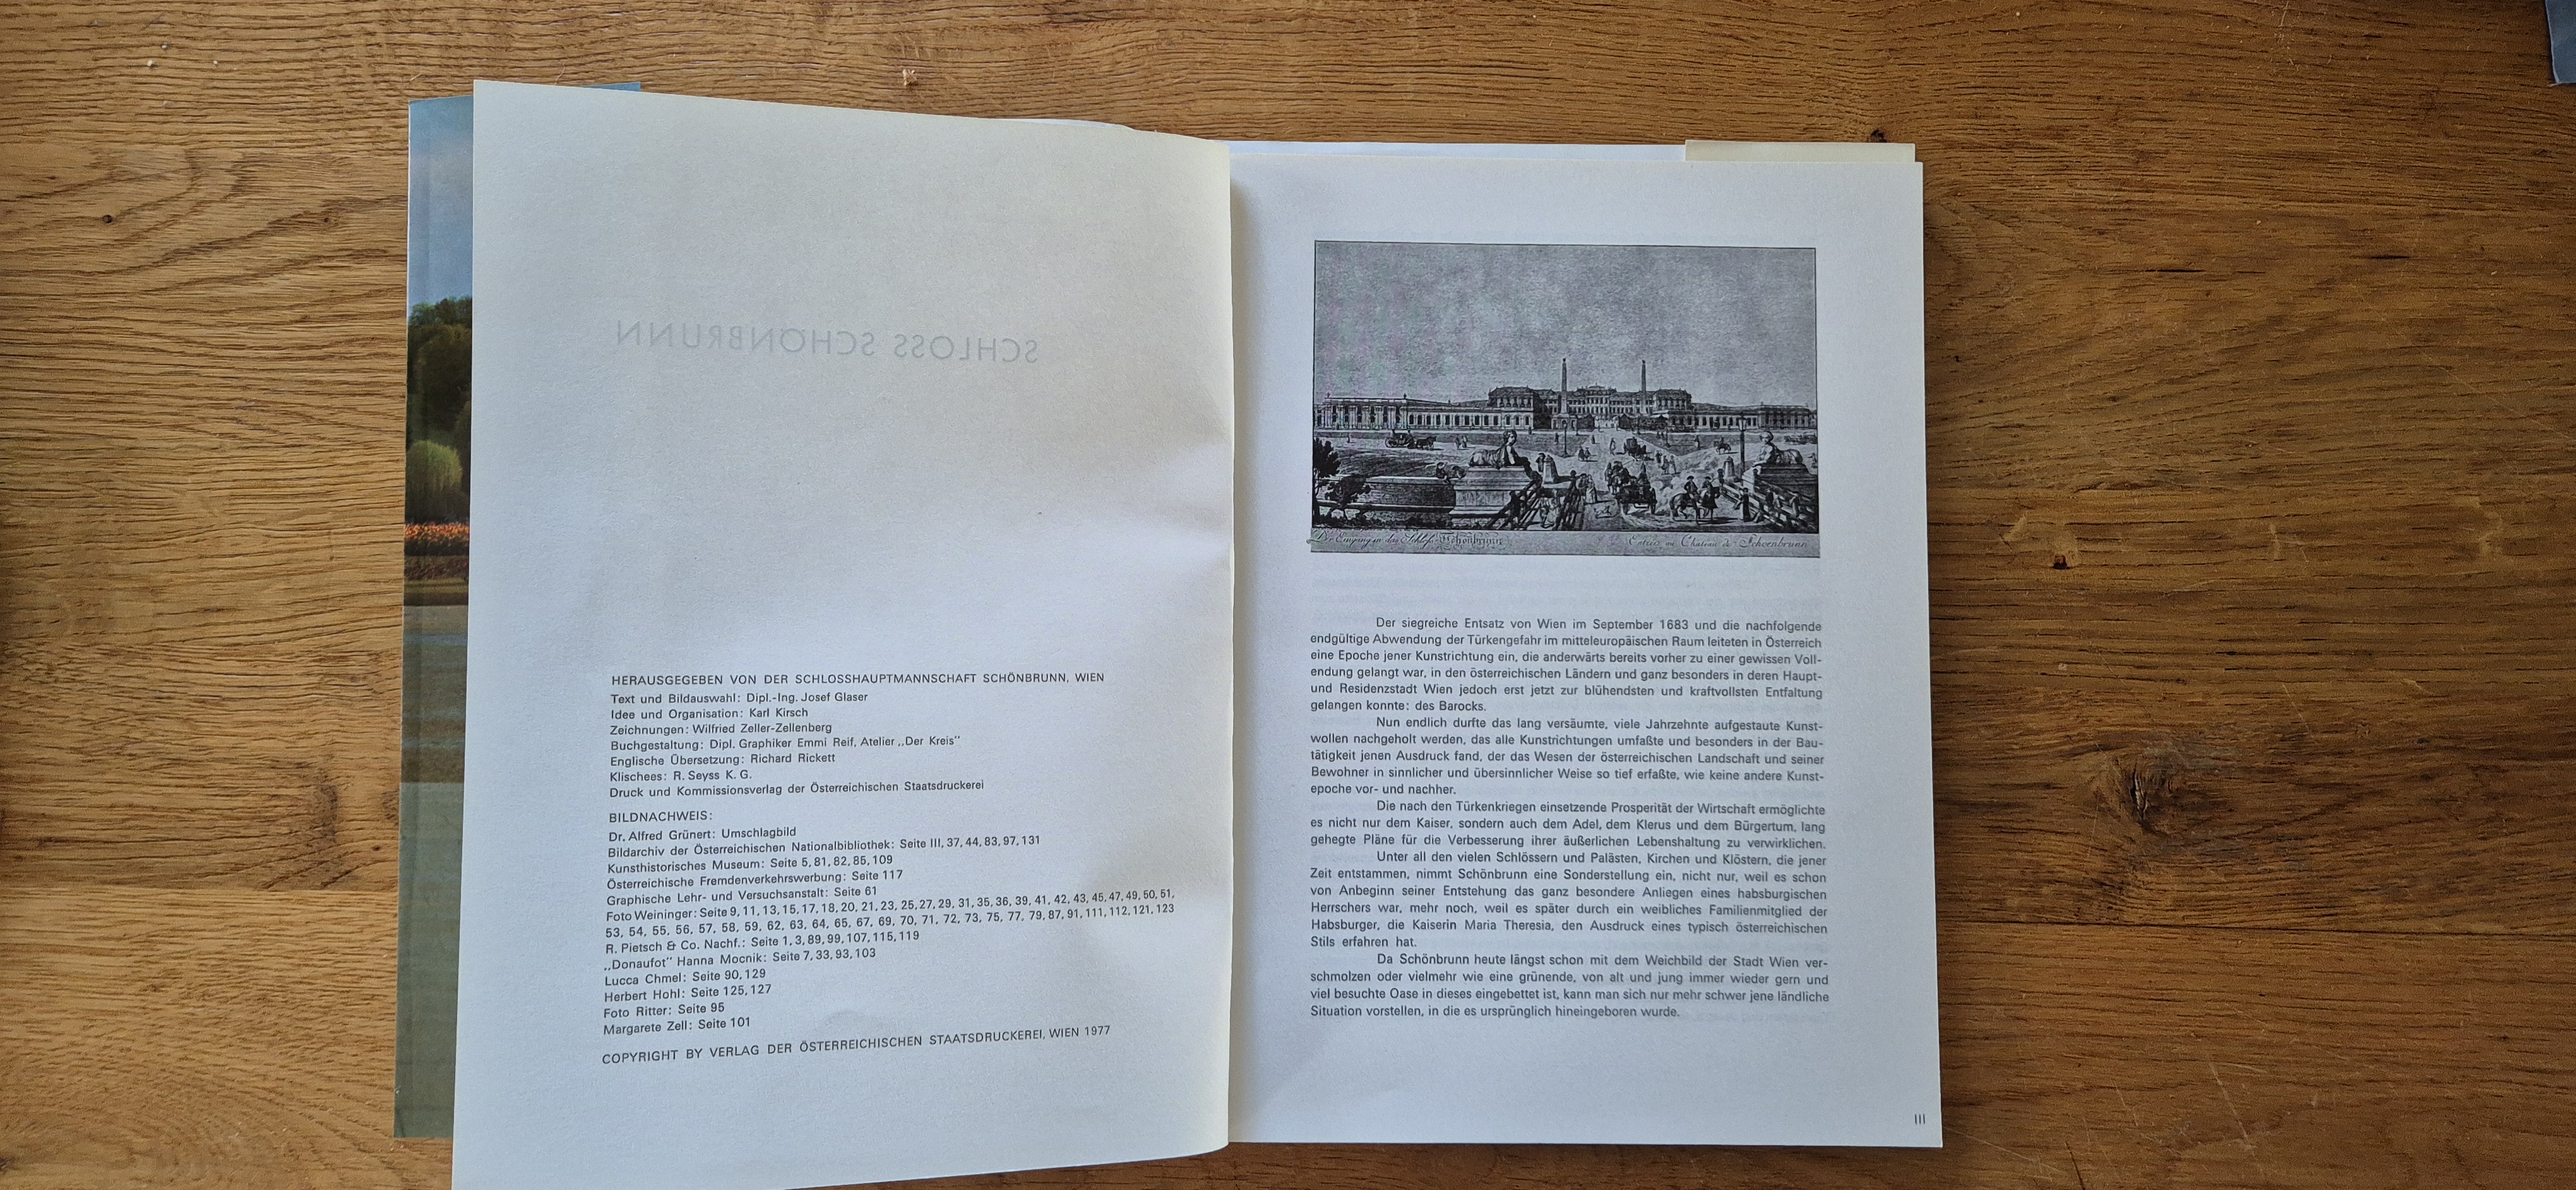 SCHLOSS SCHÖNBRUNN
HERAUSGEGEBEN VON DER SCHLOSSHAUPTMANNSCHAFT SCHÖNBRUNN, WIEN
Text und Bildauswahl: Dipl.-Ing. Josef Glaser
Idee und Organisation: Karl Kirsch
Zeichnungen: Wilfried Zeller-Zellenberg
Buchgestaltung: Dipl. Graphiker Emmi Reif, Atelier „Der Kreis“
Englische Übersetzung: Richard Rickett
Klischees: R. Seyss K. G.
Druck und Kommissionsverlag der Österreichischen Staatsdruckerei
BILDNACHWEIS:
Dr. Alfred Grünert: Umschlagbild
Bildarchiv der Österreichischen Nationalbibliothek: Seite III, 37, 44, 83, 97, 131
Kunsthistorisches Museum: Seite 5, 81, 82, 85, 109
Österreichische Fremdenverkehrswerbung: Seite 117
Graphische Lehr- und Versuchsanstalt: Seite 61
Foto Weininger: Seite 9, 11, 13, 15, 17, 18, 20, 21, 23, 25, 27, 29, 31, 35, 36, 39, 41, 42, 43, 45, 47, 49, 50, 51,
53, 54, 55, 56, 57, 58, 59, 62, 63, 64, 65, 67, 69, 70, 71, 72, 73, 75, 77, 79, 87, 91, 111, 112, 121, 123
R. Pietsch & Co. Nachf.: Seite 1, 3, 89, 99, 107, 115, 119
„Donaufot“ Hanna Mocnik: Seite 7, 33, 93, 103
Lucca Chmel: Seite 90, 129
Herbert Hohl: Seite 125, 127
Foto Ritter: Seite 95
Margarete Zell: Seite 101
COPYRIGHT BY VERLAG DER ÖSTERREICHISCHEN STAATSDRUCKEREI, WIEN 1977
Der Eingang in das Schloß Schönbrunn
Entrée au Chateau de Schoenbrunn
Der siegreiche Entsatz von Wien im September 1683 und die nachfolgende
endgültige Abwendung der Türkengefahr im mitteleuropäischen Raum leiteten in Österreich
eine Epoche jener Kunstrichtung ein, die anderwärts bereits vorher zu einer gewissen Voll-
endung gelangt war, in den österreichischen Ländern und ganz besonders in deren Haupt-
und Residenzstadt Wien jedoch erst jetzt zur blühendsten und kraftvollsten Entfaltung
gelangen konnte: des Barocks.
Nun endlich durfte das lang versäumte, viele Jahrzehnte aufgestaute Kunst-
wollen nachgeholt werden, das alle Kunstrichtungen umfaßte und besonders in der Bau-
tätigkeit jenen Ausdruck fand, der das Wesen der österreichischen Landschaft und seiner
Bewohner in sinnlicher und übersinnlicher Weise so tief erfaßte, wie keine andere Kunst-
epoche vor- und nachher.
Die nach den Türkenkriegen einsetzende Prosperität der Wirtschaft ermöglichte
es nicht nur dem Kaiser, sondern auch dem Adel, dem Klerus und dem Bürgertum, lang
gehegte Pläne für die Verbesserung ihrer äußerlichen Lebenshaltung zu verwirklichen.
Unter all den vielen Schlössern und Palästen, Kirchen und Klöstern, die jener
Zeit entstammen, nimmt Schönbrunn eine Sonderstellung ein, nicht nur, weil es schon
von Anbeginn seiner Entstehung das ganz besondere Anliegen eines habsburgischen
Herrschers war, mehr noch, weil es später durch ein weibliches Familienmitglied der
Habsburger, die Kaiserin Maria Theresia, den Ausdruck eines typisch österreichischen
Stils erfahren hat.
Da Schönbrunn heute längst schon mit dem Weichbild der Stadt Wien ver-
schmolzen oder vielmehr wie eine grünende, von alt und jung immer wieder gern und
viel besuchte Oase in dieses eingebettet ist, kann man sich nur mehr schwer jene ländliche
Situation vorstellen, in die es ursprünglich hineingeboren wurde.
III